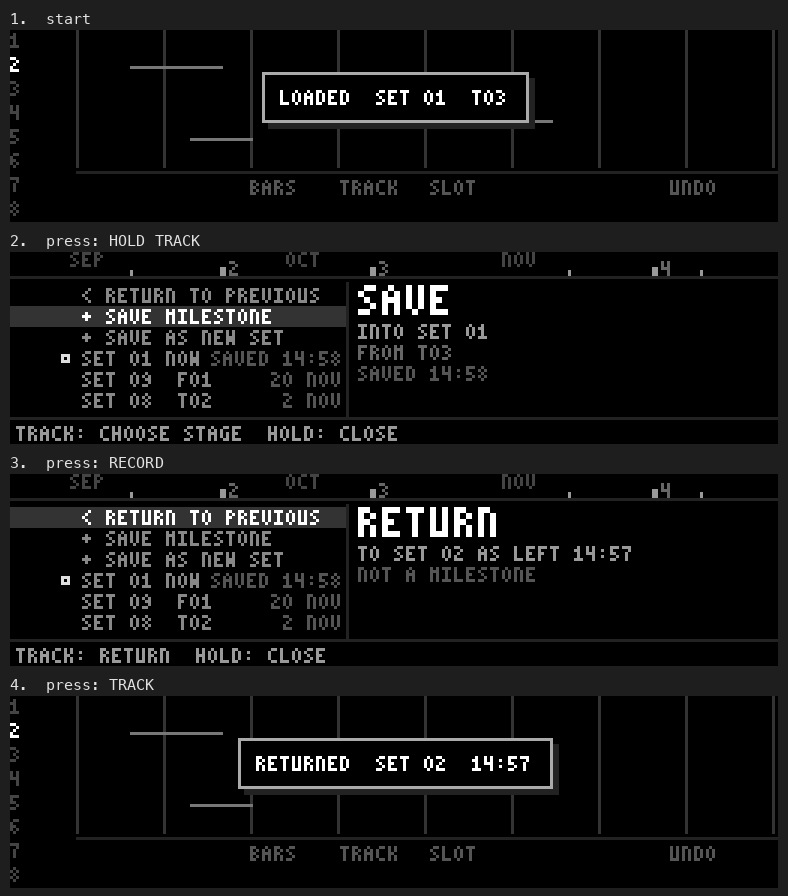 1. start
1
2
3
4
5
6
7
8
LOADED SET 01 T03
BARS TRACK SLOT UNDO
2. press: HOLD TRACK
SEP OCT NOV
2 3 4
< RETURN TO PREVIOUS
+ SAVE MILESTONE
+ SAVE AS NEW SET
SET 01 NOW SAVED 14:58
SET 09 F01 20 NOV
SET 08 T02 2 NOV
SAVE
INTO SET 01
FROM T03
SAVED 14:58
TRACK: CHOOSE STAGE HOLD: CLOSE
3. press: RECORD
SEP OCT NOV
2 3 4
< RETURN TO PREVIOUS
+ SAVE MILESTONE
+ SAVE AS NEW SET
SET 01 NOW SAVED 14:58
SET 09 F01 20 NOV
SET 08 T02 2 NOV
RETURN
TO SET 02 AS LEFT 14:57
NOT A MILESTONE
TRACK: RETURN HOLD: CLOSE
4. press: TRACK
1
2
3
4
5
6
7
8
RETURNED SET 02 14:57
BARS TRACK SLOT UNDO